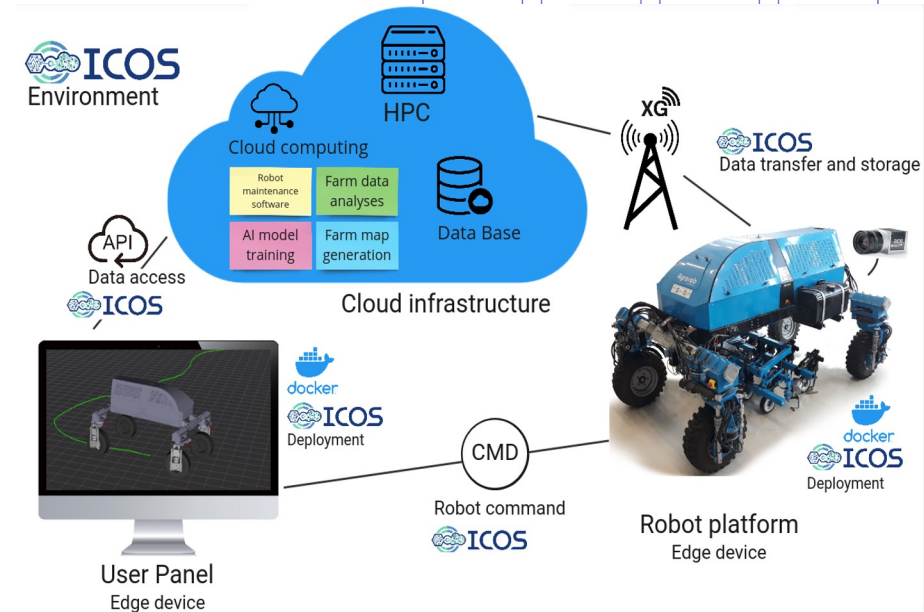 ICOS
Environment
HPC
Cloud computing
Robot
maintenance
software
Farm data
analyses
AI model
training
Farm map
generation
Data Base
Cloud infrastructure
XG
ICOS
Data transfer and storage
API
Data access
ICOS
docker
ICOS
Deployment
CMD
Robot command
ICOS
docker
ICOS
Deployment
Robot platform
Edge device
User Panel
Edge device